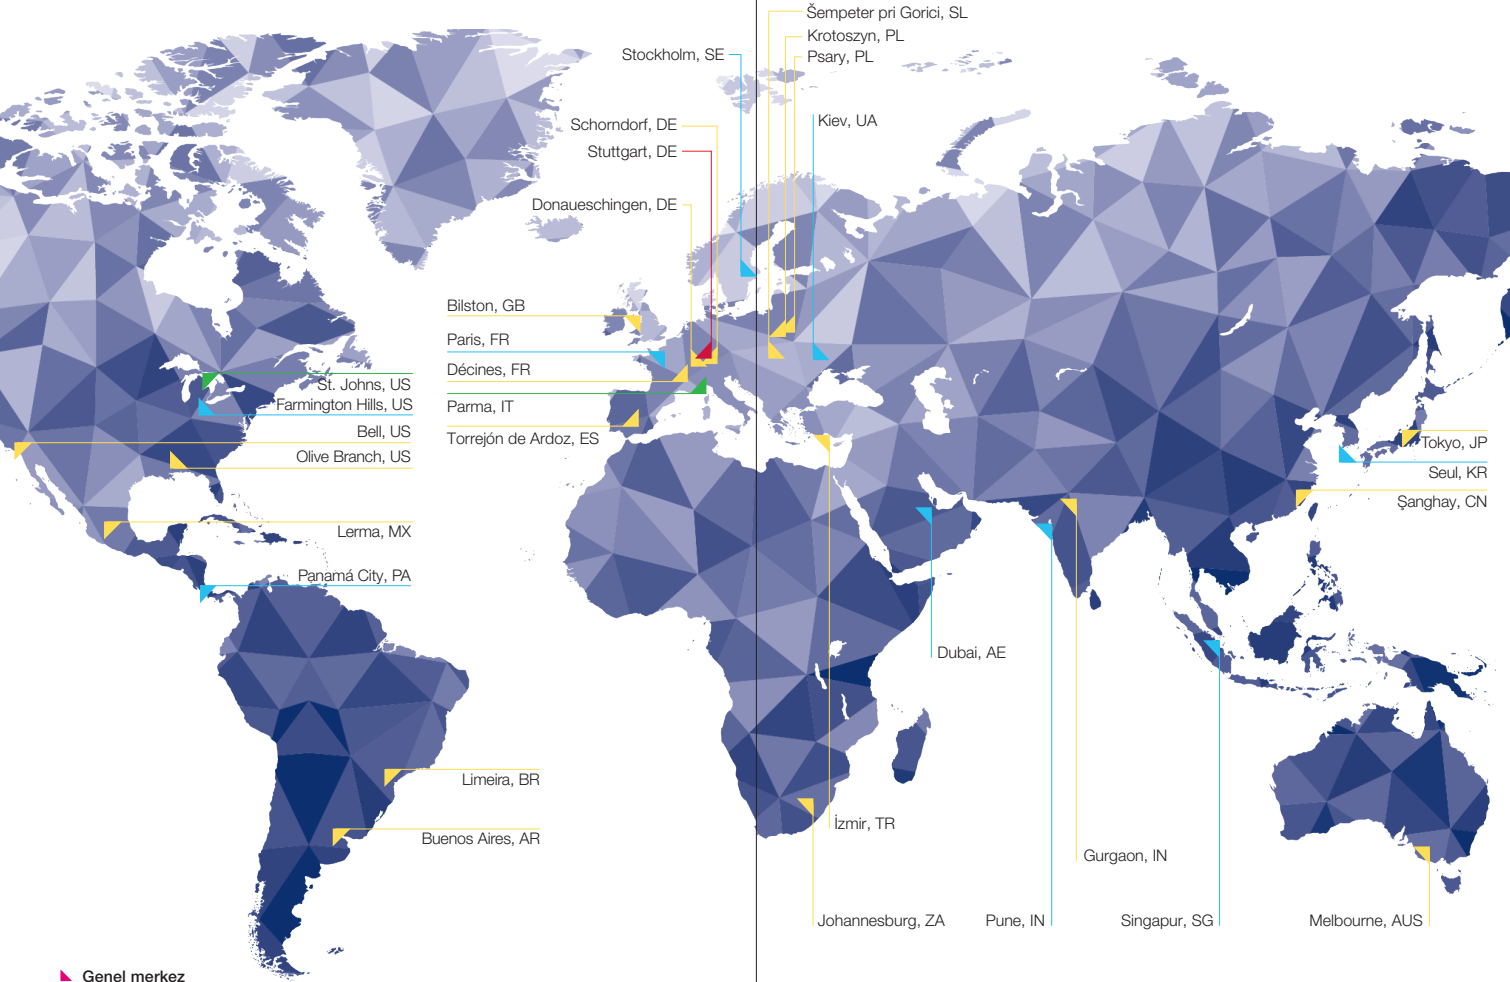 Šempeter pri Gorici, SL
Krotoszyn, PL
Stockholm, SE
Psary, PL
Schorndorf, DE
Kiev, UA
Stuttgart, DE
Donaueschingen, DE
Bilston, GB
Paris, FR
Décines, FR
St. Johns, US
Farmington Hills, US
Parma, IT
Bell, US
Torrejón de Ardoz, ES
Tokyo, JP
Olive Branch, US
Seul, KR
Şanghay, CN
Lerma, MX
Panamá City, PA
Dubai, AE
Limeira, BR
İzmir, TR
Buenos Aires, AR
Gurgaon, IN
Johannesburg, ZA
Pune, IN
Singapur, SG
Melbourne, AUS
Genel merkez